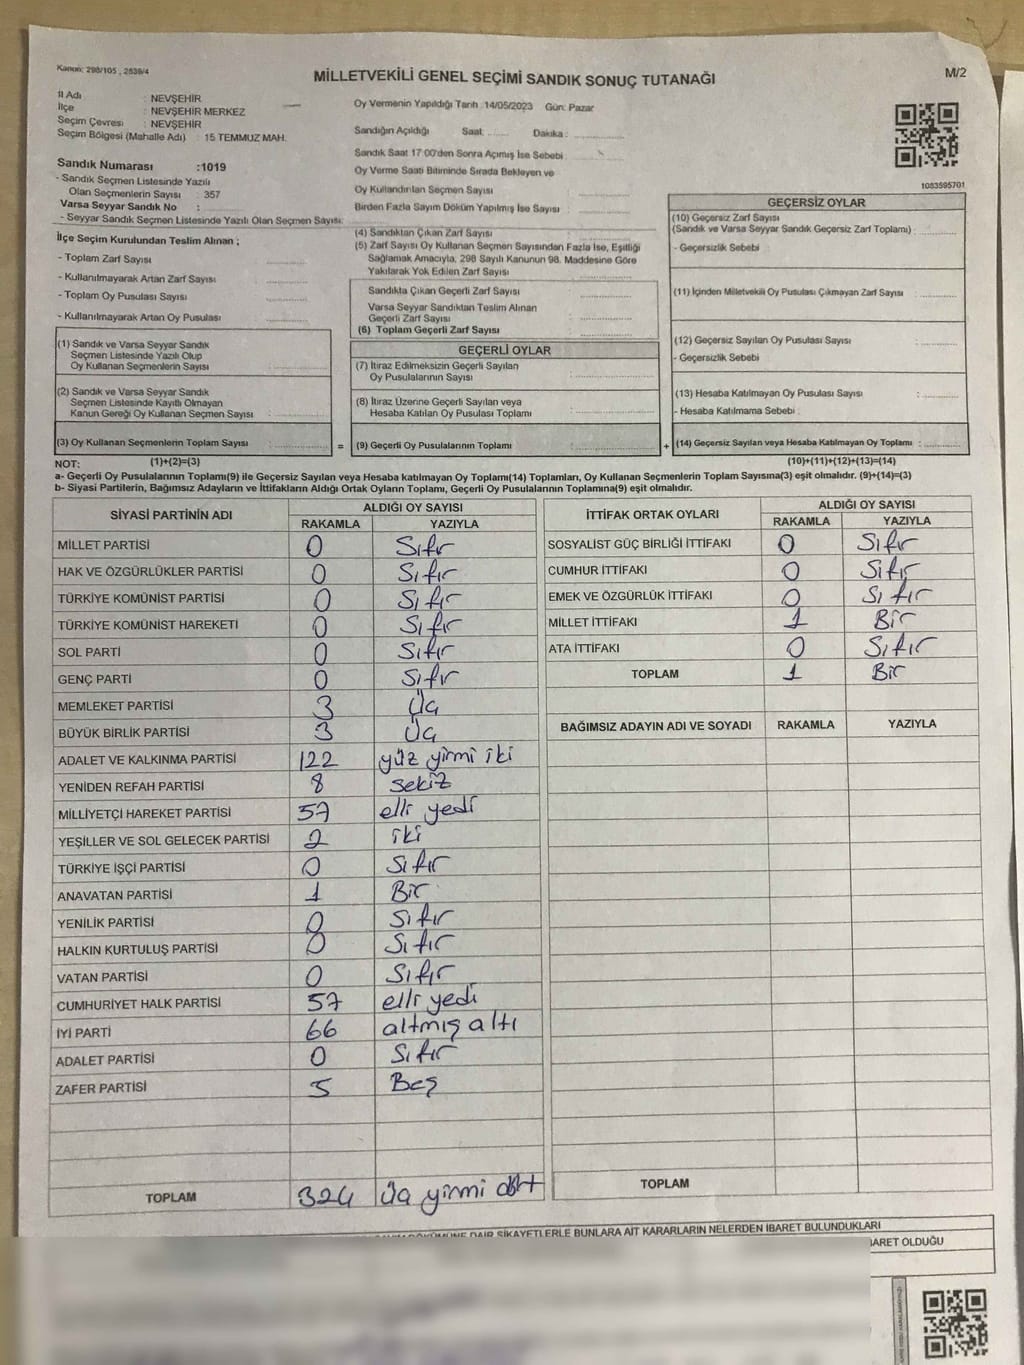 Kanun: 298/105 , 2839/4
MİLLETVEKİLİ GENEL SEÇİMİ SANDIK SONUÇ TUTANAĞI
M/2
İl Adı : NEVŞEHİR
İlçe : NEVŞEHİR MERKEZ
Seçim Çevresi : NEVŞEHİR
Seçim Bölgesi (Mahalle Adı) : 15 TEMMUZ MAH.
Sandık Numarası :1019
- Sandık Seçmen Listesinde Yazılı
Olan Seçmenlerin Sayısı : 357
Varsa Seyyar Sandık No :
- Seyyar Sandık Seçmen Listesinde Yazılı Olan Seçmen Sayısı:
Oy Vermenin Yapıldığı Tarih :14/05/2023 Gün: Pazar
Sandığın Açıldığı Saat: ....... Dakika : ..............
Sandık Saat 17:00'den Sonra Açımış İse Sebebi : ..............
Oy Verme Saati Bitiminde Sırada Bekleyen ve
Oy Kullandırılan Seçmen Sayısı ..............
Birden Fazla Sayım Döküm Yapılmış İse Sayısı : ..............
1083595701
İlçe Seçim Kurulundan Teslim Alınan ;
- Toplam Zarf Sayısı
- Kullanılmayarak Artan Zarf Sayısı
- Toplam Oy Pusulası Sayısı
- Kullanılmayarak Artan Oy Pusulası
(1) Sandık ve Varsa Seyyar Sandık
Seçmen Listesinde Yazılı Olup
Oy Kullanan Seçmenlerin Sayısı : ..............
(2) Sandık ve Varsa Seyyar Sandık
Seçmen Listesinde Kayıtlı Olmayan
Kanun Gereği Oy Kullanan Seçmen Sayısı : ..............
(3) Oy Kullanan Seçmenlerin Toplam Sayısı : ..............
(1)+(2)=(3)
(4) Sandıktan Çıkan Zarf Sayısı : ..............
(5) Zarf Sayısı Oy Kullanan Seçmen Sayısından Fazla İse, Eşitliği
Sağlamak Amacıyla, 298 Sayılı Kanunun 98. Maddesine Göre
Yakılarak Yok Edilen Zarf Sayısı : ..............
Sandıkta Çıkan Geçerli Zarf Sayısı : ..............
Varsa Seyyar Sandıktan Teslim Alınan
Geçerli Zarf Sayısı : ..............
(6) Toplam Geçerli Zarf Sayısı : ..............
GEÇERLİ OYLAR
(7) İtiraz Edilmeksizin Geçerli Sayılan
Oy Pusulalarının Sayısı : ..............
(8) İtiraz Üzerine Geçerli Sayılan veya
Hesaba Katılan Oy Pusulası Toplamı : ..............
= (9) Geçerli Oy Pusulalarının Toplamı : ..............
GEÇERSİZ OYLAR
(10) Geçersiz Zarf Sayısı
(Sandık ve Varsa Seyyar Sandık Geçersiz Zarf Toplamı) : ..............
- Geçersizlik Sebebi :
(11) İçinden Milletvekili Oy Pusulası Çıkmayan Zarf Sayısı : ..............
(12) Geçersiz Sayılan Oy Pusulası Sayısı : ..............
- Geçersizlik Sebebi
(13) Hesaba Katılmayan Oy Pusulası Sayısı : ..............
- Hesaba Katılmama Sebebi :
+ (14) Geçersiz Sayılan veya Hesaba Katılmayan Oy Toplamı : ..............
(10)+(11)+(12)+(13)=(14)
NOT:
a- Geçerli Oy Pusulalarının Toplamı(9) ile Geçersiz Sayılan veya Hesaba katılmayan Oy Toplamı(14) Toplamları, Oy Kullanan Seçmenlerin Toplam Sayısına(3) eşit olmalıdır. (9)+(14)=(3)
b- Siyasi Partilerin, Bağımsız Adayların ve İttifakların Aldığı Ortak Oyların Toplamı, Geçerli Oy Pusulalarının Toplamına(9) eşit olmalıdır.
SİYASİ PARTİNİN ADI ALDIĞI OY SAYISI
RAKAMLA YAZIYLA
MİLLET PARTİSİ 0 Sıfır
HAK VE ÖZGÜRLÜKLER PARTİSİ 0 Sıfır
TÜRKİYE KOMÜNİST PARTİSİ 0 Sıfır
TÜRKİYE KOMÜNİST HAREKETİ 0 Sıfır
SOL PARTİ 0 Sıfır
GENÇ PARTİ 0 Sıfır
MEMLEKET PARTİSİ 3 Üç
BÜYÜK BİRLİK PARTİSİ 3 Üç
ADALET VE KALKINMA PARTİSİ 122 yüz yirmi iki
YENİDEN REFAH PARTİSİ 8 sekiz
MİLLİYETÇİ HAREKET PARTİSİ 57 elli yedi
YEŞİLLER VE SOL GELECEK PARTİSİ 2 iki
TÜRKİYE İŞÇİ PARTİSİ 0 Sıfır
ANAVATAN PARTİSİ 1 Bir
YENİLİK PARTİSİ 0 Sıfır
HALKIN KURTULUŞ PARTİSİ 0 Sıfır
VATAN PARTİSİ 0 Sıfır
CUMHURİYET HALK PARTİSİ 57 elli yedi
İYİ PARTİ 66 altmış altı
ADALET PARTİSİ 0 Sıfır
ZAFER PARTİSİ 5 Beş
TOPLAM 324 Üç yirmi dört
İTTİFAK ORTAK OYLARI ALDIĞI OY SAYISI
RAKAMLA YAZIYLA
SOSYALİST GÜÇ BİRLİĞİ İTTİFAKI 0 Sıfır
CUMHUR İTTİFAKI 0 Sıfır
EMEK VE ÖZGÜRLÜK İTTİFAKI 0 Sıfır
MİLLET İTTİFAKI 1 Bir
ATA İTTİFAKI 0 Sıfır
TOPLAM 1 Bir
BAĞIMSIZ ADAYIN ADI VE SOYADI RAKAMLA YAZIYLA
TOPLAM
DAİR ŞİKAYETLERLE BUNLARA AİT KARARLARIN NELERDEN İBARET BULUNDUKLARI
OLDUĞU